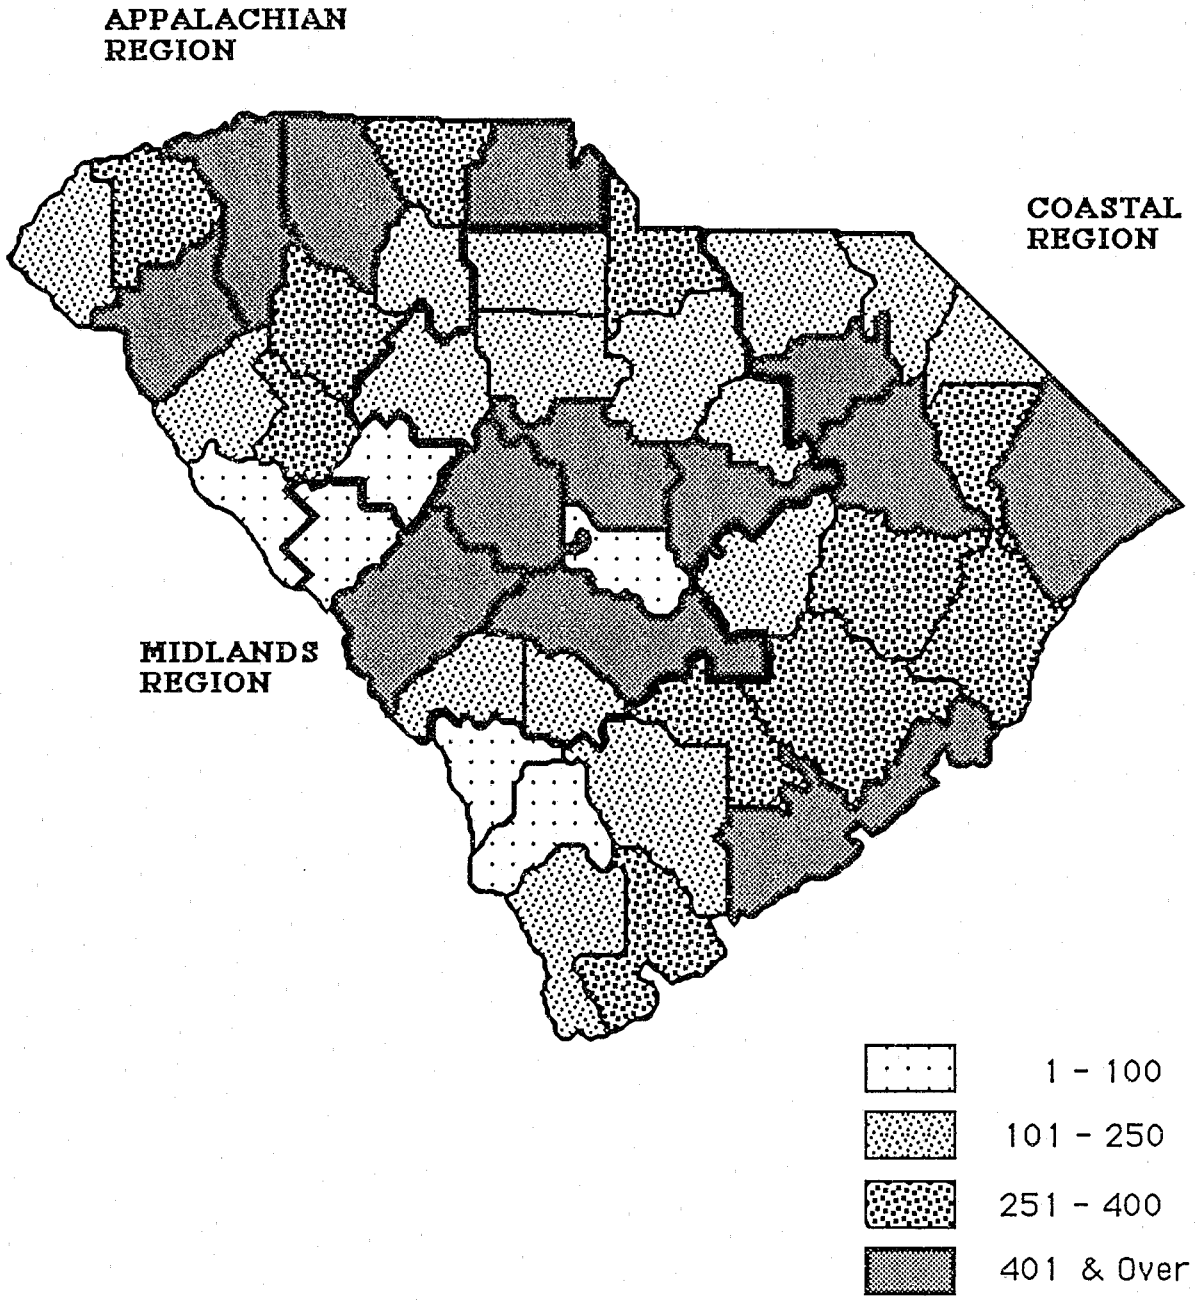 APPALACHIAN
REGION
COASTAL
REGION
MIDLANDS
REGION
1 - 100
101 - 250
251 - 400
401 & Over